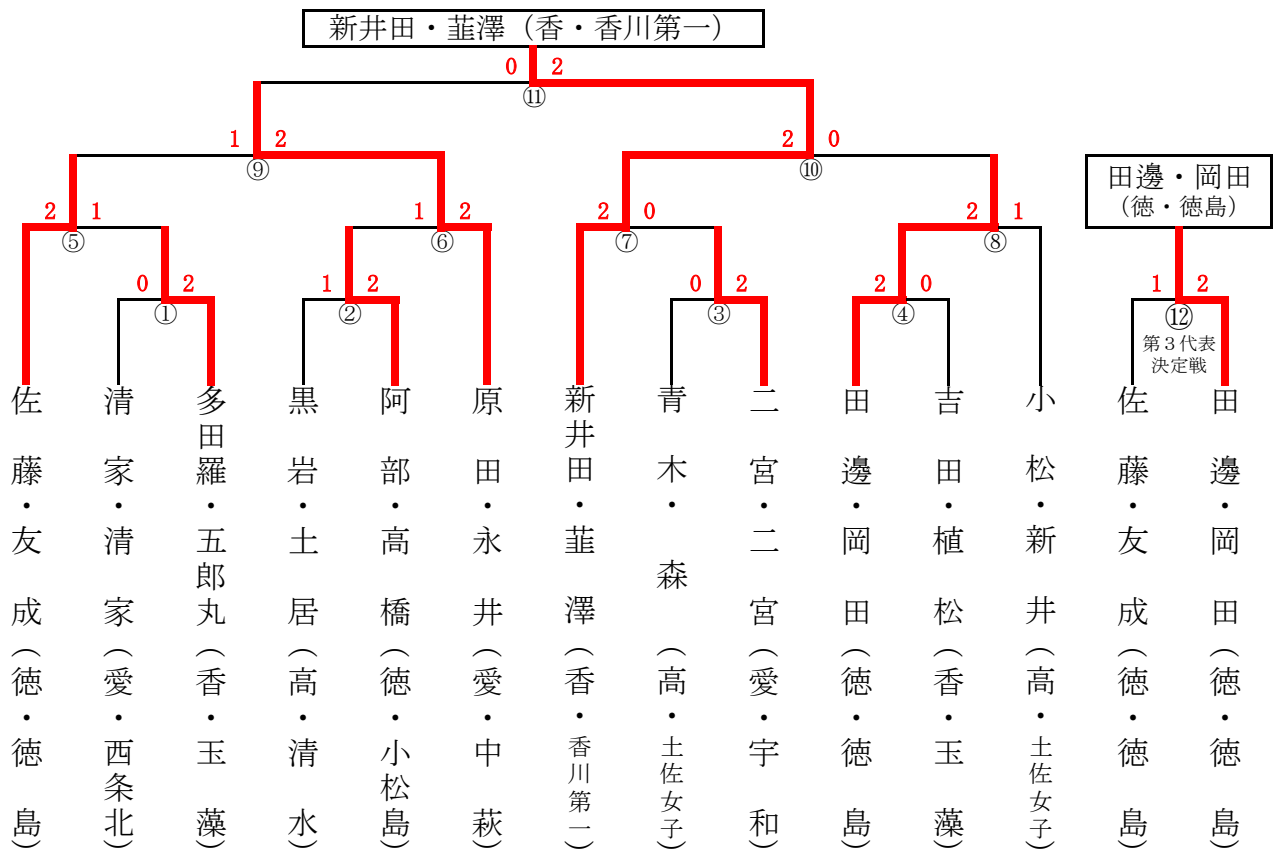 新井田・韮澤（香・香川第一）
0 2
⑪
1 2
2 0
⑨
⑩
田邊・岡田
（徳・徳島）
2 1
1 2
2 0
2 1
⑤
⑥
⑦
⑧
0 2
1 2
0 2
2 0
1 2
①
②
③
④
⑫
第３代表
決定戦
佐藤・友成（徳・徳島）
清家・清家（愛・西条北）
多田羅・五郎丸（香・玉藻）
黒岩・土居（高・清水）
阿部・高橋（徳・小松島）
原田・永井（愛・中萩）
新井田・韮澤（香・香川第一）
青木・森（高・土佐女子）
二宮・二宮（愛・宇和）
田邊・岡田（徳・徳島）
吉田・植松（香・玉藻）
小松・新井（高・土佐女子）
佐藤・友成（徳・徳島）
田邊・岡田（徳・徳島）